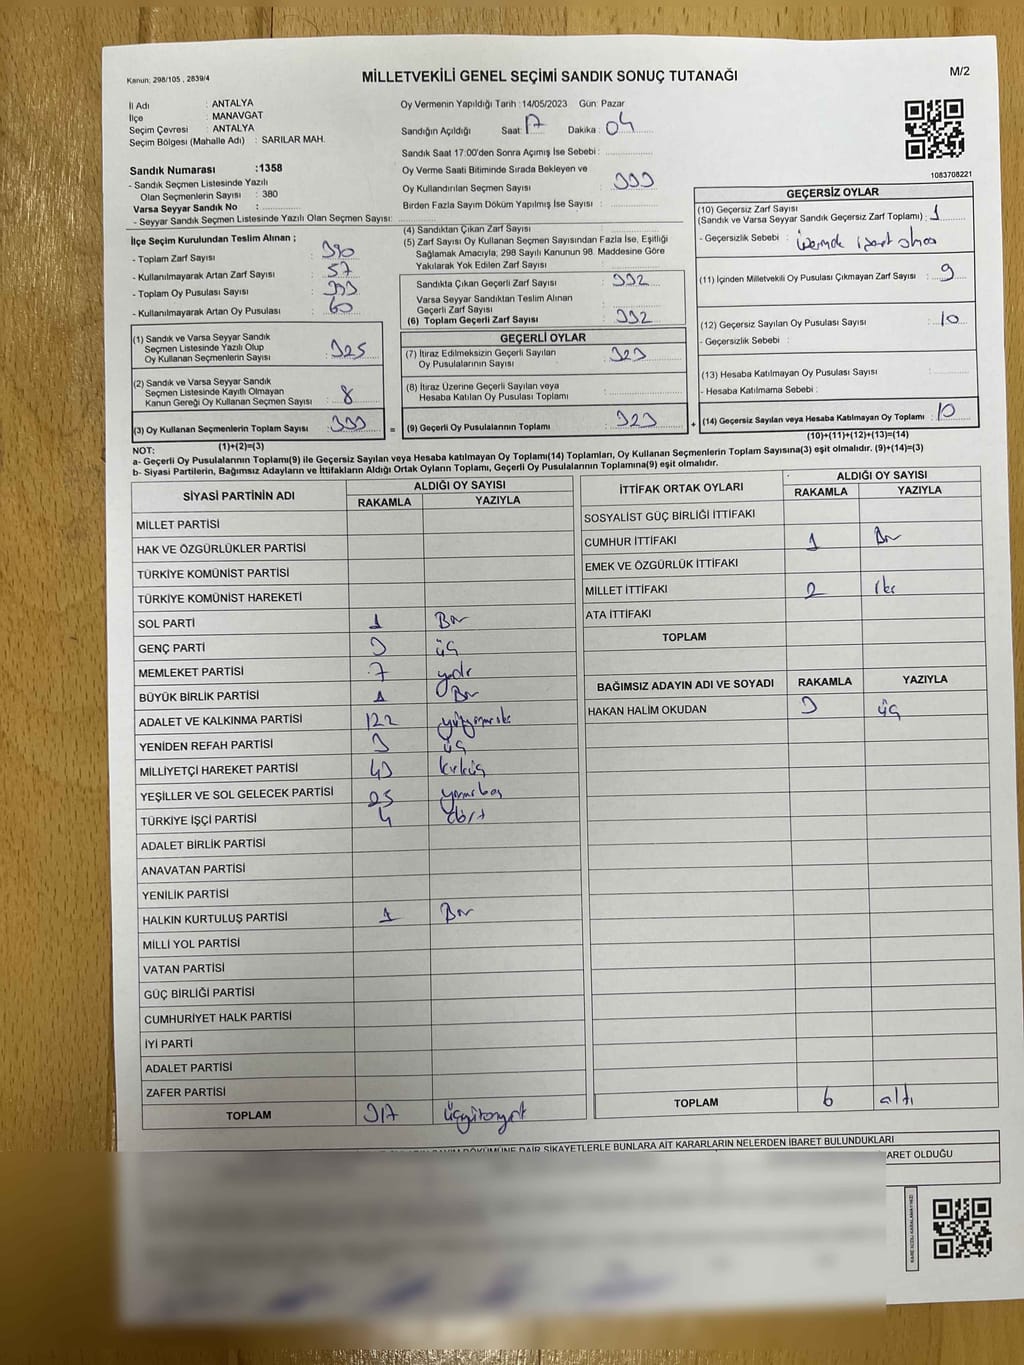 Kanun; 298/105 , 2839/4
MİLLETVEKİLİ GENEL SEÇİMİ SANDIK SONUÇ TUTANAĞI
M/2
İl Adı : ANTALYA
İlçe : MANAVGAT
Seçim Çevresi : ANTALYA
Seçim Bölgesi (Mahalle Adı) : SARILAR MAH.
Sandık Numarası :1358
- Sandık Seçmen Listesinde Yazılı
Olan Seçmenlerin Sayısı : 380
Varsa Seyyar Sandık No :
- Seyyar Sandık Seçmen Listesinde Yazılı Olan Seçmen Sayısı:
Oy Vermenin Yapıldığı Tarih :14/05/2023 Gün: Pazar
Sandığın Açıldığı Saat: 17 Dakika : 04
Sandık Saat 17:00'den Sonra Açımış İse Sebebi :
Oy Verme Saati Bitiminde Sırada Bekleyen ve
Oy Kullandırılan Seçmen Sayısı : 333
Birden Fazla Sayım Döküm Yapılmış İse Sayısı :
1083708221
İlçe Seçim Kurulundan Teslim Alınan ;
- Toplam Zarf Sayısı : 390
- Kullanılmayarak Artan Zarf Sayısı : 57
- Toplam Oy Pusulası Sayısı : 393
- Kullanılmayarak Artan Oy Pusulası : 60
(1) Sandık ve Varsa Seyyar Sandık
Seçmen Listesinde Yazılı Olup
Oy Kullanan Seçmenlerin Sayısı : 325
(2) Sandık ve Varsa Seyyar Sandık
Seçmen Listesinde Kayıtlı Olmayan
Kanun Gereği Oy Kullanan Seçmen Sayısı : 8
(3) Oy Kullanan Seçmenlerin Toplam Sayısı : 333
(1)+(2)=(3)
(4) Sandıktan Çıkan Zarf Sayısı :
(5) Zarf Sayısı Oy Kullanan Seçmen Sayısından Fazla İse, Eşitliği
Sağlamak Amacıyla; 298 Sayılı Kanunun 98. Maddesine Göre
Yakılarak Yok Edilen Zarf Sayısı :
Sandıkta Çıkan Geçerli Zarf Sayısı : 332
Varsa Seyyar Sandıktan Teslim Alınan
Geçerli Zarf Sayısı :
(6) Toplam Geçerli Zarf Sayısı : 332
GEÇERLİ OYLAR
(7) İtiraz Edilmeksizin Geçerli Sayılan
Oy Pusulalarının Sayısı : 323
(8) İtiraz Üzerine Geçerli Sayılan veya
Hesaba Katılan Oy Pusulası Toplamı :
= (9) Geçerli Oy Pusulalarının Toplamı : 323 +
GEÇERSİZ OYLAR
(10) Geçersiz Zarf Sayısı
(Sandık ve Varsa Seyyar Sandık Geçersiz Zarf Toplamı) : 1
- Geçersizlik Sebebi : üzerinde işaret olması
(11) İçinden Milletvekili Oy Pusulası Çıkmayan Zarf Sayısı : 9
(12) Geçersiz Sayılan Oy Pusulası Sayısı : 10
- Geçersizlik Sebebi :
(13) Hesaba Katılmayan Oy Pusulası Sayısı :
- Hesaba Katılmama Sebebi :
(14) Geçersiz Sayılan veya Hesaba Katılmayan Oy Toplamı : 10
(10)+(11)+(12)+(13)=(14)
NOT:
a- Geçerli Oy Pusulalarının Toplamı(9) ile Geçersiz Sayılan veya Hesaba katılmayan Oy Toplamı(14) Toplamları, Oy Kullanan Seçmenlerin Toplam Sayısına(3) eşit olmalıdır. (9)+(14)=(3)
b- Siyasi Partilerin, Bağımsız Adayların ve İttifakların Aldığı Ortak Oyların Toplamı, Geçerli Oy Pusulalarının Toplamına(9) eşit olmalıdır.
SİYASİ PARTİNİN ADI ALDIĞI OY SAYISI
RAKAMLA YAZIYLA
MİLLET PARTİSİ
HAK VE ÖZGÜRLÜKLER PARTİSİ
TÜRKİYE KOMÜNİST PARTİSİ
TÜRKİYE KOMÜNİST HAREKETİ
SOL PARTİ 1 Bir
GENÇ PARTİ 3 üç
MEMLEKET PARTİSİ 7 yedi
BÜYÜK BİRLİK PARTİSİ 1 Bir
ADALET VE KALKINMA PARTİSİ 122 yüzyirmiiki
YENİDEN REFAH PARTİSİ 3 üç
MİLLİYETÇİ HAREKET PARTİSİ 43 kırküç
YEŞİLLER VE SOL GELECEK PARTİSİ 25 yirmibeş
TÜRKİYE İŞÇİ PARTİSİ 4 dört
ADALET BİRLİK PARTİSİ
ANAVATAN PARTİSİ
YENİLİK PARTİSİ
HALKIN KURTULUŞ PARTİSİ 1 Bir
MİLLİ YOL PARTİSİ
VATAN PARTİSİ
GÜÇ BİRLİĞİ PARTİSİ
CUMHURİYET HALK PARTİSİ
İYİ PARTİ
ADALET PARTİSİ
ZAFER PARTİSİ
TOPLAM 317 üçyüzonyedi
İTTİFAK ORTAK OYLARI ALDIĞI OY SAYISI
RAKAMLA YAZIYLA
SOSYALİST GÜÇ BİRLİĞİ İTTİFAKI
CUMHUR İTTİFAKI 1 Bir
EMEK VE ÖZGÜRLÜK İTTİFAKI
MİLLET İTTİFAKI 2 iki
ATA İTTİFAKI
TOPLAM
BAĞIMSIZ ADAYIN ADI VE SOYADI RAKAMLA YAZIYLA
HAKAN HALİM OKUDAN 3 üç
TOPLAM 6 altı
DÖKÜMÜNE DAİR ŞİKAYETLERLE BUNLARA AİT KARARLARIN NELERDEN İBARET BULUNDUKLARI
ARET OLDUĞU